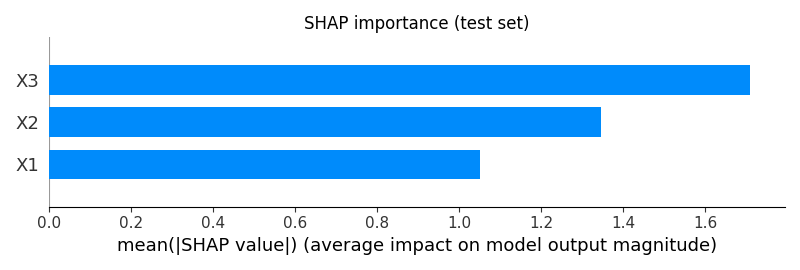 SHAP importance (test set)
X3
X2
X1
0.0 0.2 0.4 0.6 0.8 1.0 1.2 1.4 1.6
mean(|SHAP value|) (average impact on model output magnitude)